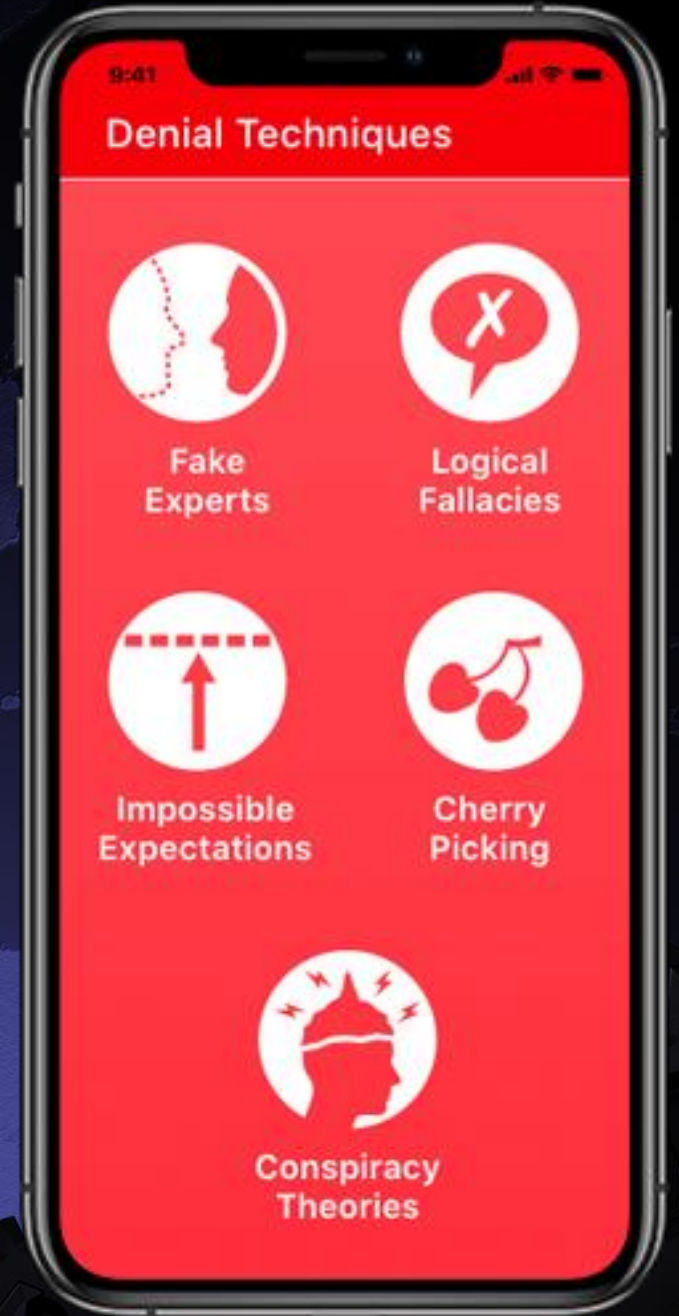 9:41
Denial Techniques
Fake
Experts
Logical
Fallacies
Impossible
Expectations
Cherry
Picking
Conspiracy
Theories